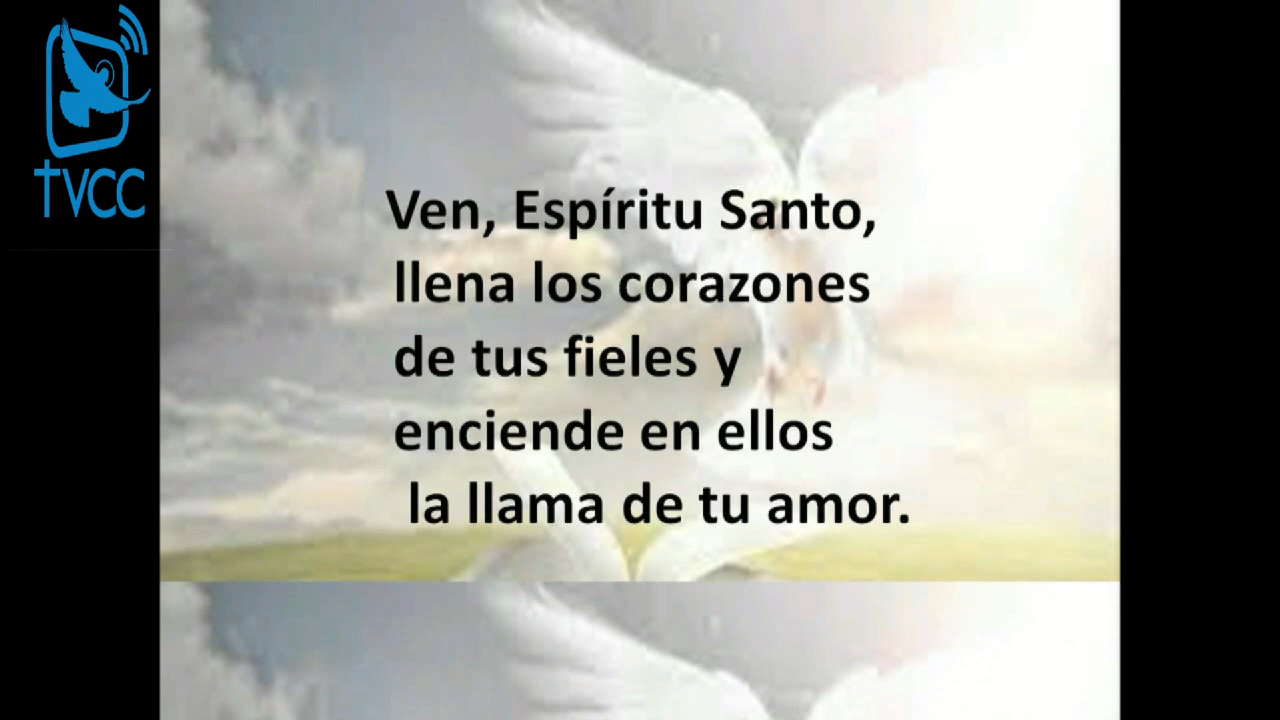 TVCC
Ven, Espíritu Santo,
llena los corazones
de tus fieles y
enciende en ellos
la llama de tu amor.